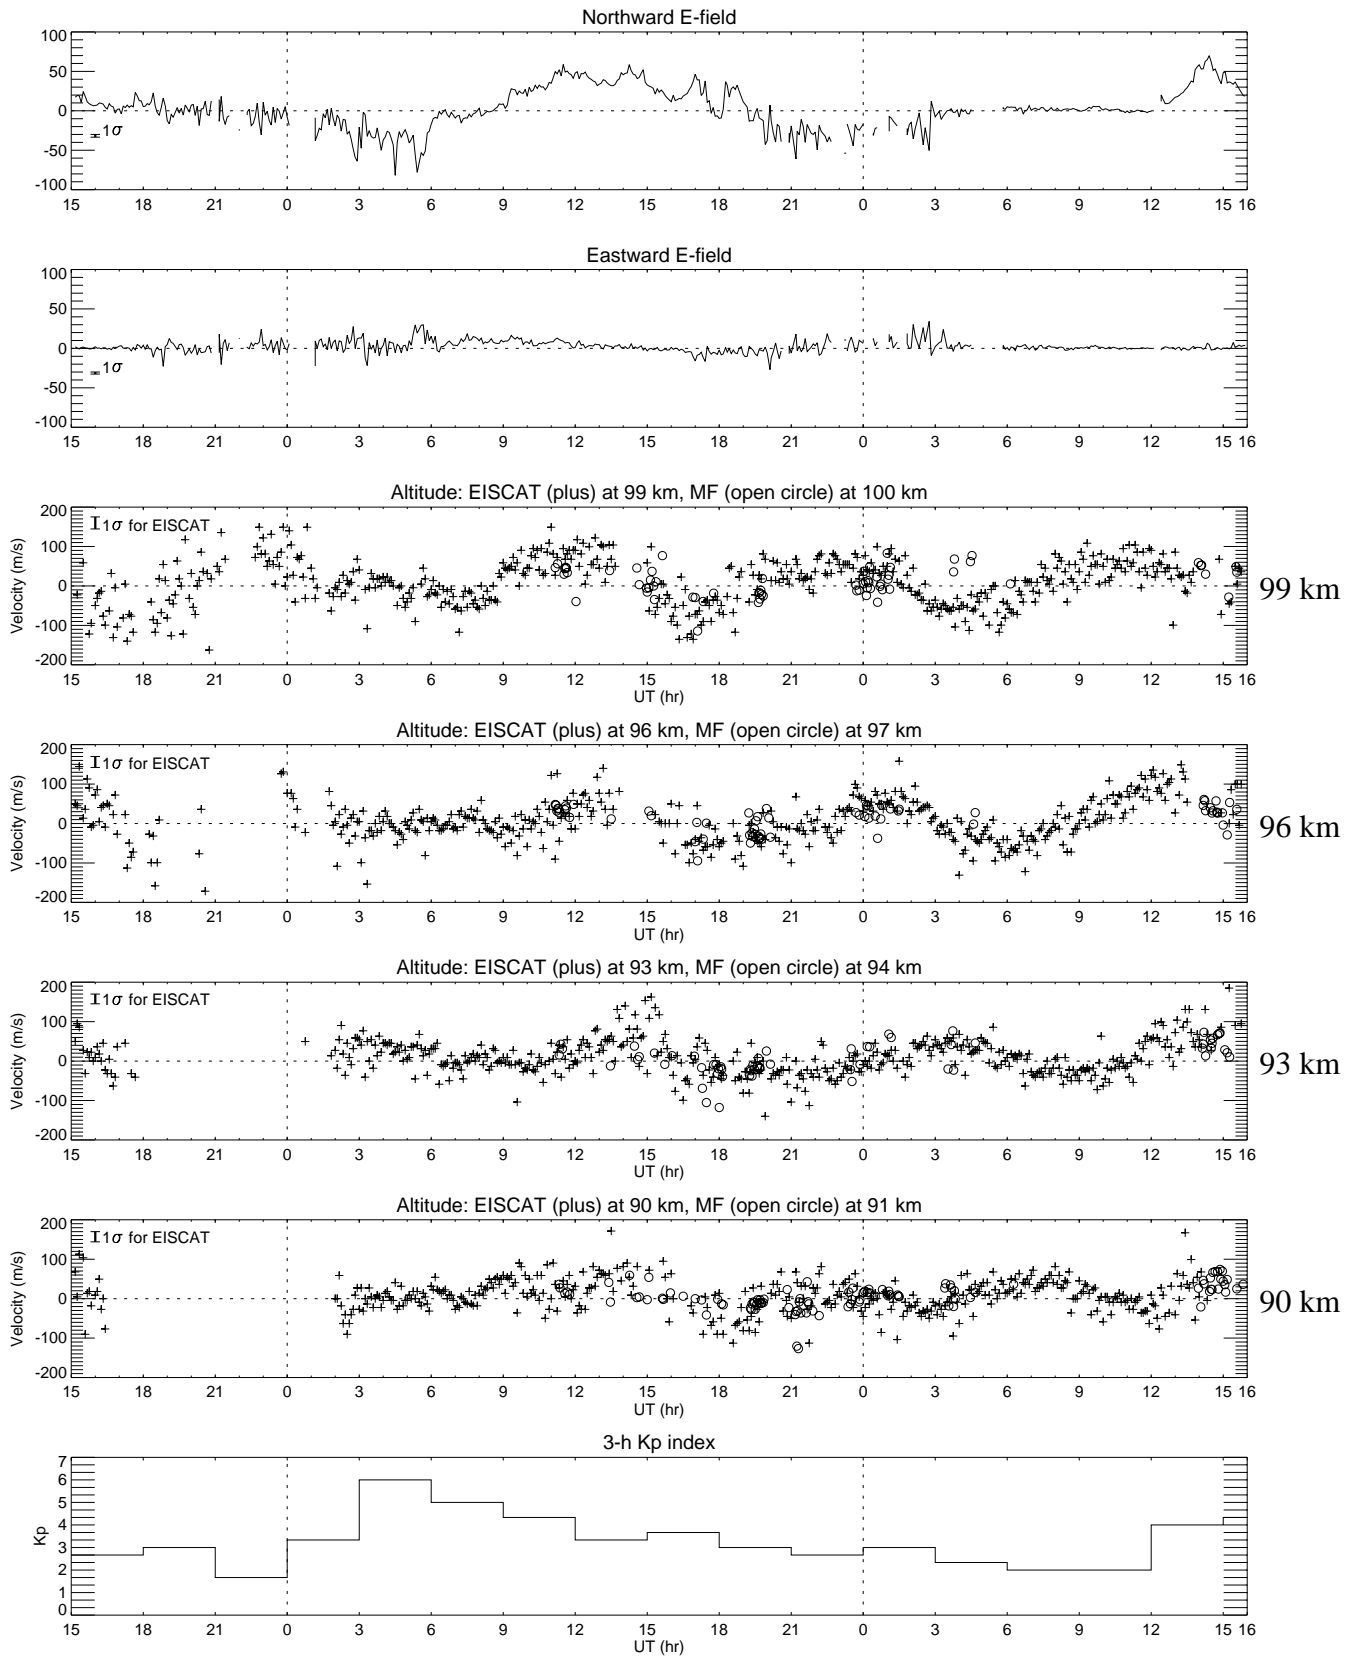 Northward E-field
100
50
0
-50
-100
1σ
15 18 21 0 3 6 9 12 15 18 21 0 3 6 9 12 15 16
Eastward E-field
100
50
0
-50
-100
1σ
15 18 21 0 3 6 9 12 15 18 21 0 3 6 9 12 15 16
Altitude: EISCAT (plus) at 99 km, MF (open circle) at 100 km
200
100
0
-100
-200
Velocity (m/s)
1σ for EISCAT
99 km
15 18 21 0 3 6 9 12 15 18 21 0 3 6 9 12 15 16
UT (hr)
Altitude: EISCAT (plus) at 96 km, MF (open circle) at 97 km
200
100
0
-100
-200
Velocity (m/s)
1σ for EISCAT
96 km
15 18 21 0 3 6 9 12 15 18 21 0 3 6 9 12 15 16
UT (hr)
Altitude: EISCAT (plus) at 93 km, MF (open circle) at 94 km
200
100
0
-100
-200
Velocity (m/s)
1σ for EISCAT
93 km
15 18 21 0 3 6 9 12 15 18 21 0 3 6 9 12 15 16
UT (hr)
Altitude: EISCAT (plus) at 90 km, MF (open circle) at 91 km
200
100
0
-100
-200
Velocity (m/s)
1σ for EISCAT
90 km
15 18 21 0 3 6 9 12 15 18 21 0 3 6 9 12 15 16
UT (hr)
3-h Kp index
7
6
5
4
3
2
1
0
Kp
15 18 21 0 3 6 9 12 15 18 21 0 3 6 9 12 15 16
UT (hr)